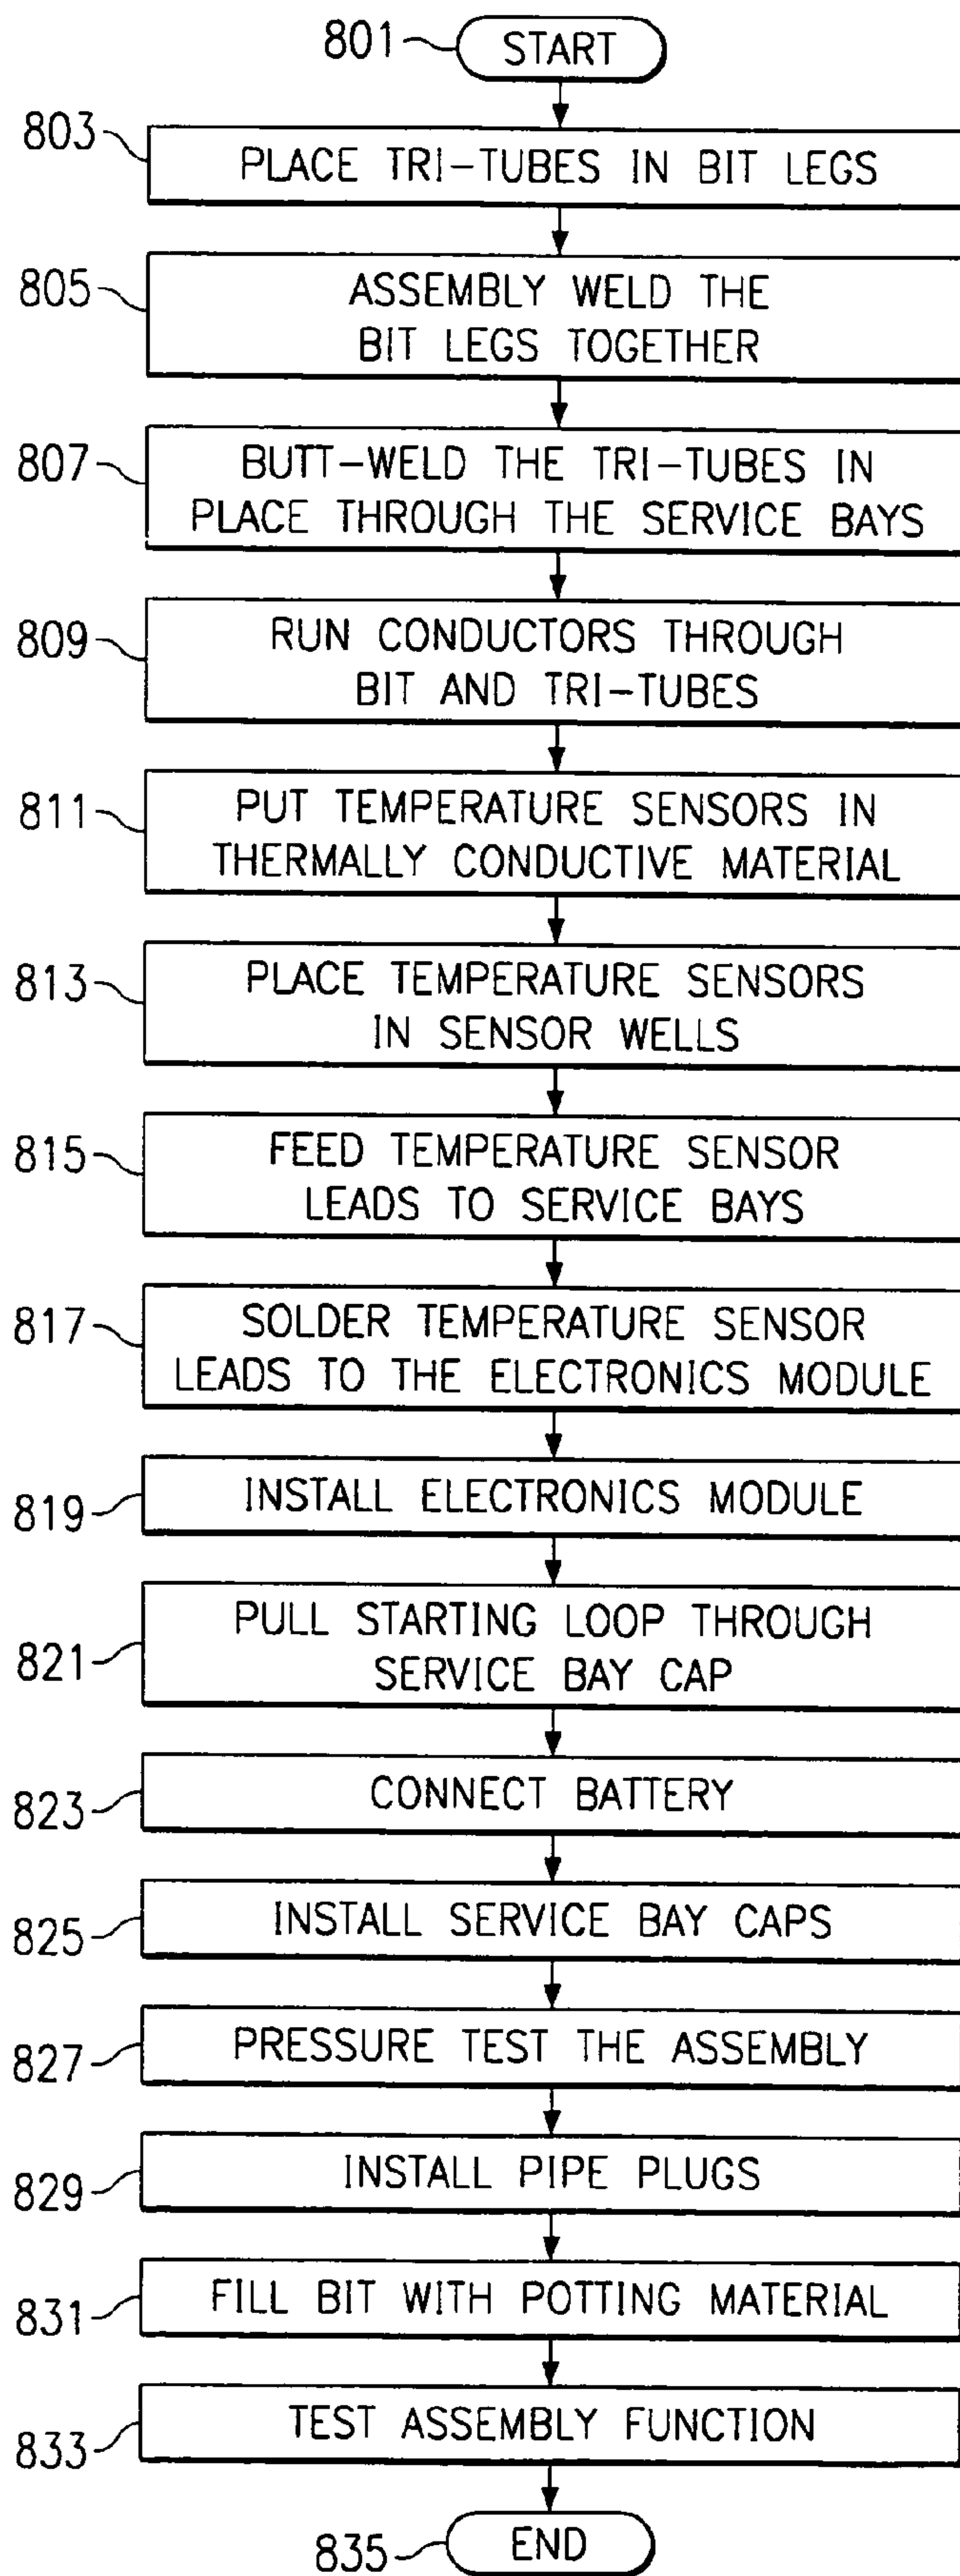 801 START
803 PLACE TRI-TUBES IN BIT LEGS
805 ASSEMBLY WELD THE
BIT LEGS TOGETHER
807 BUTT-WELD THE TRI-TUBES IN
PLACE THROUGH THE SERVICE BAYS
809 RUN CONDUCTORS THROUGH
BIT AND TRI-TUBES
811 PUT TEMPERATURE SENSORS IN
THERMALLY CONDUCTIVE MATERIAL
813 PLACE TEMPERATURE SENSORS
IN SENSOR WELLS
815 FEED TEMPERATURE SENSOR
LEADS TO SERVICE BAYS
817 SOLDER TEMPERATURE SENSOR
LEADS TO THE ELECTRONICS MODULE
819 INSTALL ELECTRONICS MODULE
821 PULL STARTING LOOP THROUGH
SERVICE BAY CAP
823 CONNECT BATTERY
825 INSTALL SERVICE BAY CAPS
827 PRESSURE TEST THE ASSEMBLY
829 INSTALL PIPE PLUGS
831 FILL BIT WITH POTTING MATERIAL
833 TEST ASSEMBLY FUNCTION
835 END